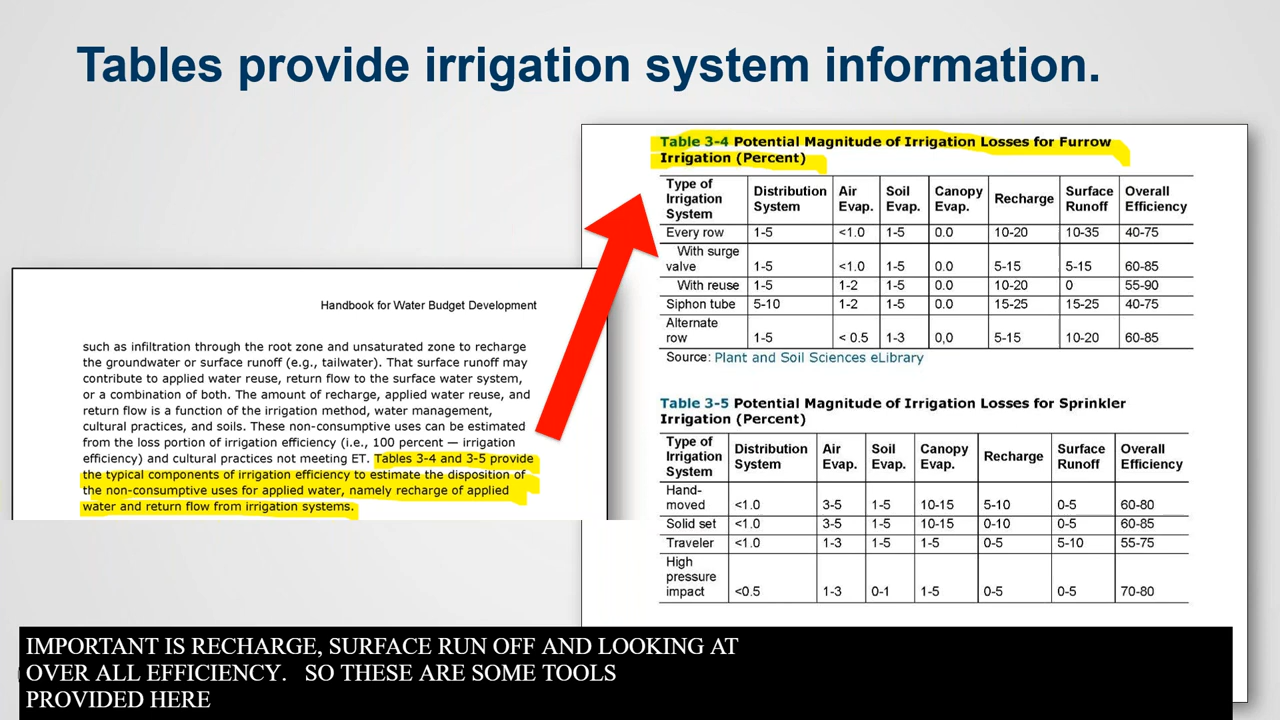 Tables provide irrigation system information.
Handbook for Water Budget Development
such as infiltration through the root zone and unsaturated zone to recharge
the groundwater or surface runoff (e.g., tailwater). That surface runoff may
contribute to applied water reuse, return flow to the surface water system,
or a combination of both. The amount of recharge, applied water reuse, and
return flow is a function of the irrigation method, water management,
cultural practices, and soils. These non-consumptive uses can be estimated
from the loss portion of irrigation efficiency (i.e., 100 percent — irrigation
efficiency) and cultural practices not meeting ET. Tables 3-4 and 3-5 provide
the typical components of irrigation efficiency to estimate the disposition of
the non-consumptive uses for applied water, namely recharge of applied
water and return flow from irrigation systems.
Table 3-4 Potential Magnitude of Irrigation Losses for Furrow
Irrigation (Percent)
Type of Irrigation System Distribution System Air Evap. Soil Evap. Canopy Evap. Recharge Surface Runoff Overall Efficiency
Every row 1-5 <1.0 1-5 0.0 10-20 10-35 40-75
With surge valve 1-5 <1.0 1-5 0.0 5-15 5-15 60-85
With reuse 1-5 1-2 1-5 0.0 10-20 0 55-90
Siphon tube 5-10 1-2 1-5 0.0 15-25 15-25 40-75
Alternate row 1-5 < 0.5 1-3 0,0 5-15 10-20 60-85
Source: Plant and Soil Sciences eLibrary
Table 3-5 Potential Magnitude of Irrigation Losses for Sprinkler
Irrigation (Percent)
Type of Irrigation System Distribution System Air Evap. Soil Evap. Canopy Evap. Recharge Surface Runoff Overall Efficiency
Hand-moved <1.0 3-5 1-5 10-15 5-10 0-5 60-80
Solid set <1.0 3-5 1-5 10-15 0-10 0-5 60-85
Traveler <1.0 1-3 1-5 1-5 0-5 5-10 55-75
High pressure impact <0.5 1-3 0-1 1-5 0-5 0-5 70-80
IMPORTANT IS RECHARGE, SURFACE RUN OFF AND LOOKING AT
OVER ALL EFFICIENCY. SO THESE ARE SOME TOOLS
PROVIDED HERE